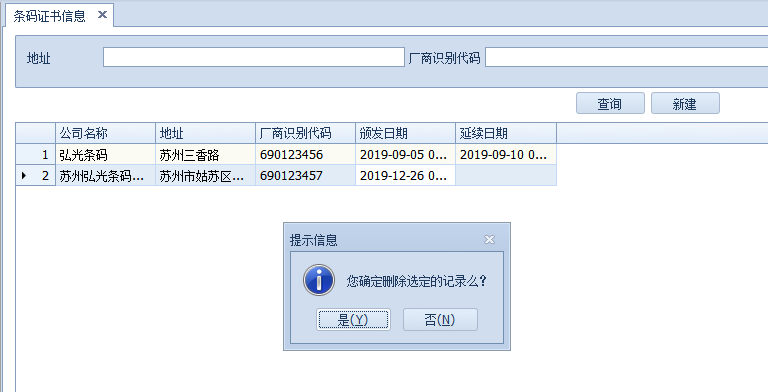 条码证书信息
地址 厂商识别代码
查询 新建
公司名称 地址 厂商识别代码 颁发日期 延续日期
1 弘光条码 苏州三香路 690123456 2019-09-05 0... 2019-09-10 0...
2 苏州弘光条码... 苏州市姑苏区... 690123457 2019-12-26 0...
提示信息
您确定删除选定的记录么?
是(Y) 否(N)